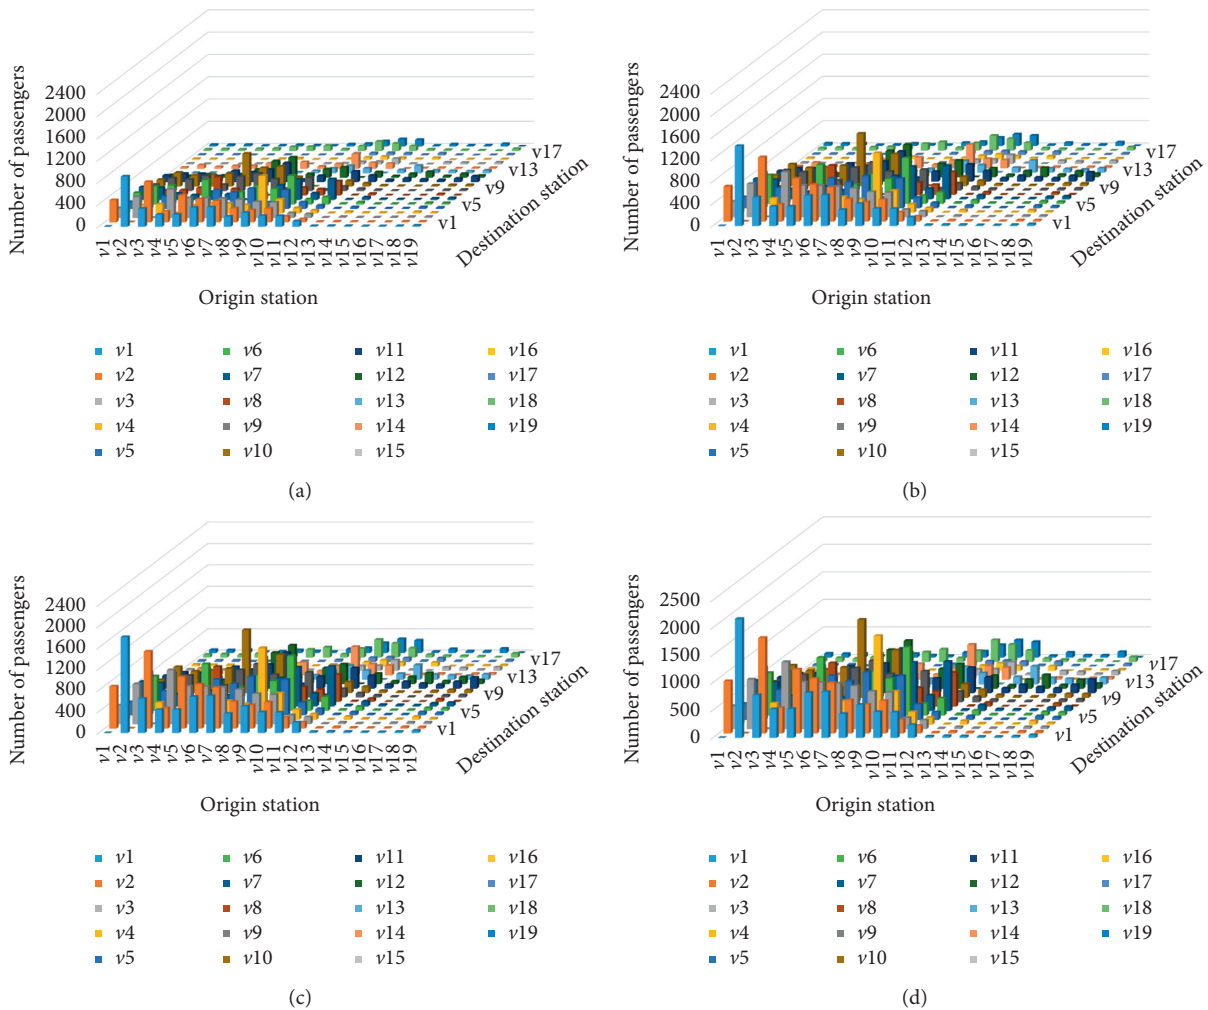 Number of passengers
2400
2000
1600
1200
800
400
0
v1
v2
v3
v4
v5
v6
v7
v8
v9
v10
v11
v12
v13
v14
v15
v16
v17
v18
v19
Origin station
v17
v13
v9
v5
v1
Destination station
v1 v6 v11 v16
v2 v7 v12 v17
v3 v8 v13 v18
v4 v9 v14 v19
v5 v10 v15
(a)
Number of passengers
2400
2000
1600
1200
800
400
0
v1
v2
v3
v4
v5
v6
v7
v8
v9
v10
v11
v12
v13
v14
v15
v16
v17
v18
v19
Origin station
v17
v13
v9
v5
v1
Destination station
v1 v6 v11 v16
v2 v7 v12 v17
v3 v8 v13 v18
v4 v9 v14 v19
v5 v10 v15
(b)
Number of passengers
2400
2000
1600
1200
800
400
0
v1
v2
v3
v4
v5
v6
v7
v8
v9
v10
v11
v12
v13
v14
v15
v16
v17
v18
v19
Origin station
v17
v13
v9
v5
v1
Destination station
v1 v6 v11 v16
v2 v7 v12 v17
v3 v8 v13 v18
v4 v9 v14 v19
v5 v10 v15
(c)
Number of passengers
2500
2000
1500
1000
500
0
v1
v2
v3
v4
v5
v6
v7
v8
v9
v10
v11
v12
v13
v14
v15
v16
v17
v18
v19
Origin station
v17
v13
v9
v5
v1
Destination station
v1 v6 v11 v16
v2 v7 v12 v17
v3 v8 v13 v18
v4 v9 v14 v19
v5 v10 v15
(d)